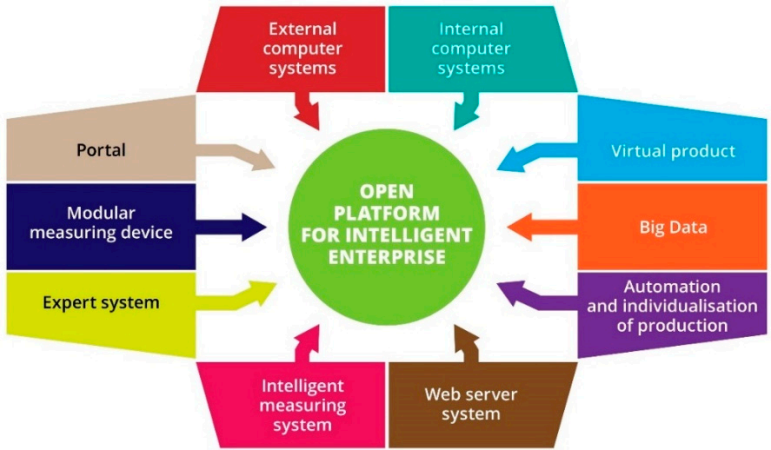 External
computer
systems
Internal
computer
systems
Portal
Virtual product
Modular
measuring device
OPEN
PLATFORM
FOR INTELLIGENT
ENTERPRISE
Big Data
Expert system
Automation
and individualisation
of production
Intelligent
measuring
system
Web server
system